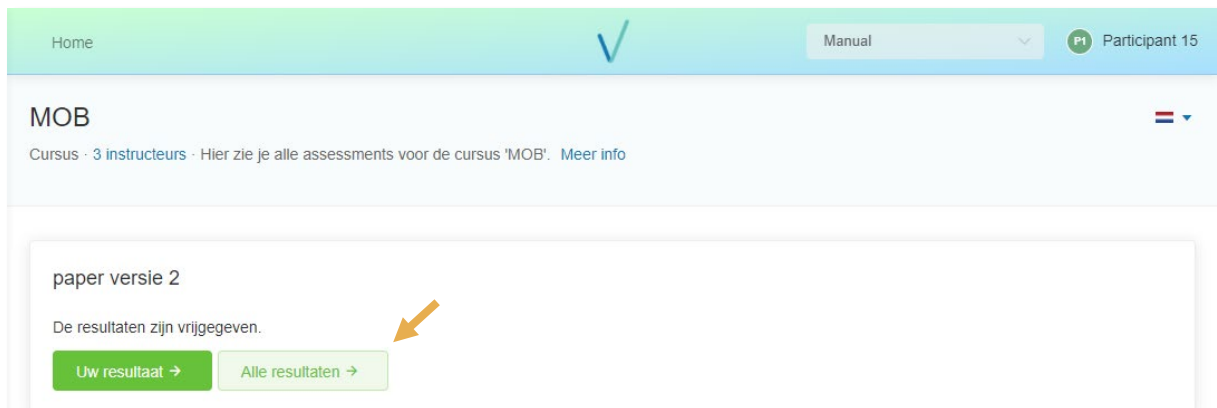 Home
Manual
P1 Participant 15
MOB
Cursus · 3 instructeurs · Hier zie je alle assessments voor de cursus 'MOB'. Meer info
paper versie 2
De resultaten zijn vrijgegeven.
Uw resultaat →
Alle resultaten →